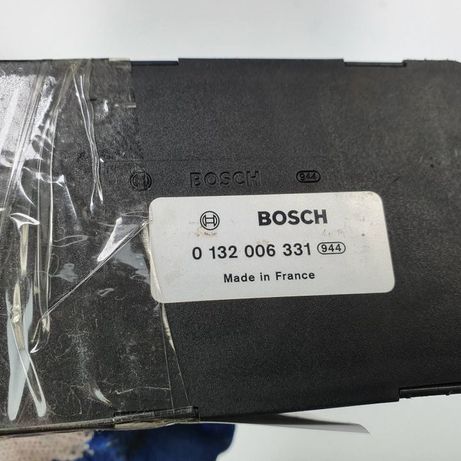 BOSCH 944
BOSCH
0 132 006 331 944
Made in France